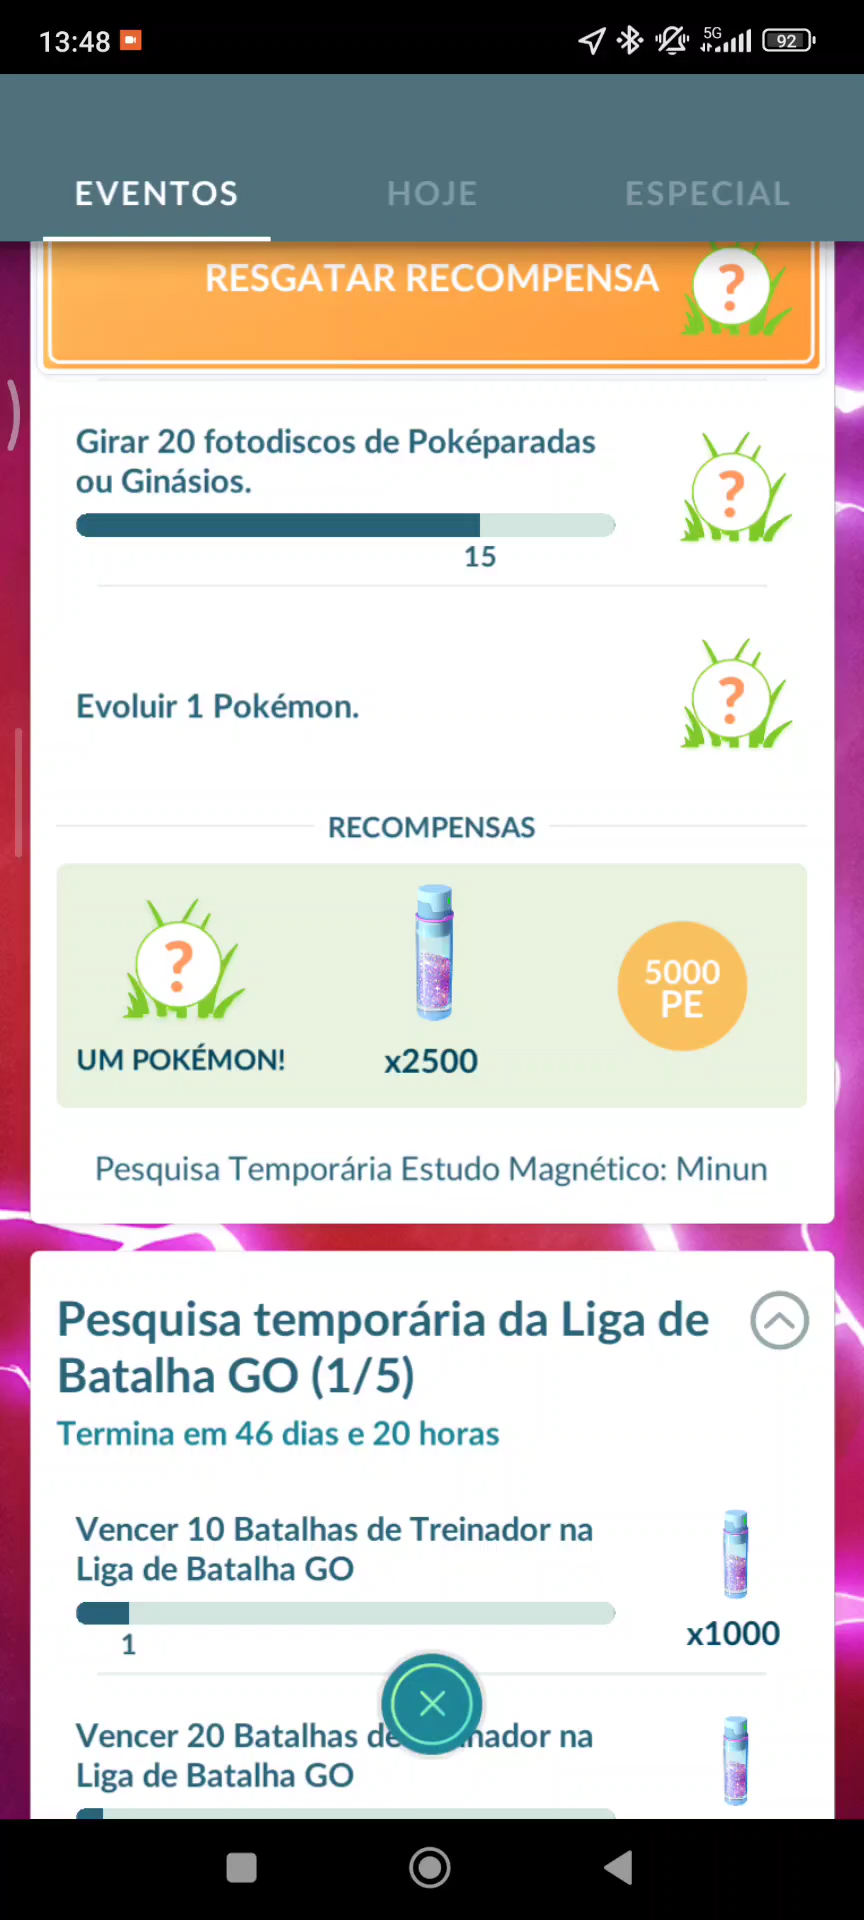 13:48
5G
92
EVENTOS HOJE ESPECIAL
RESGATAR RECOMPENSA
?
Girar 20 fotodiscos de Poképaradas
ou Ginásios.
?
15
Evoluir 1 Pokémon.
?
RECOMPENSAS
?
5000
PE
UM POKÉMON!
x2500
Pesquisa Temporária Estudo Magnético: Minun
Pesquisa temporária da Liga de
Batalha GO (1/5)
Termina em 46 dias e 20 horas
Vencer 10 Batalhas de Treinador na
Liga de Batalha GO
1
x1000
Vencer 20 Batalhas de nador na
Liga de Batalha GO